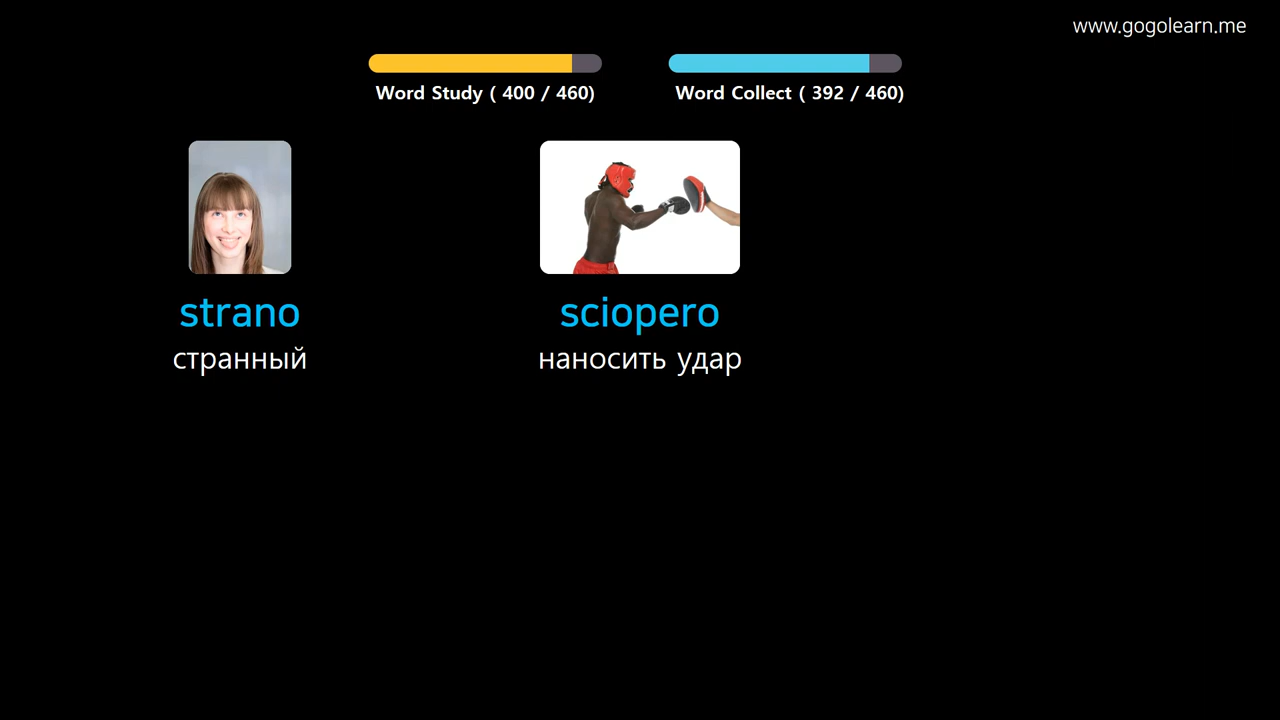 www.gogolearn.me
Word Study ( 400 / 460)
Word Collect ( 392 / 460)
strano
странный
sciopero
наносить удар